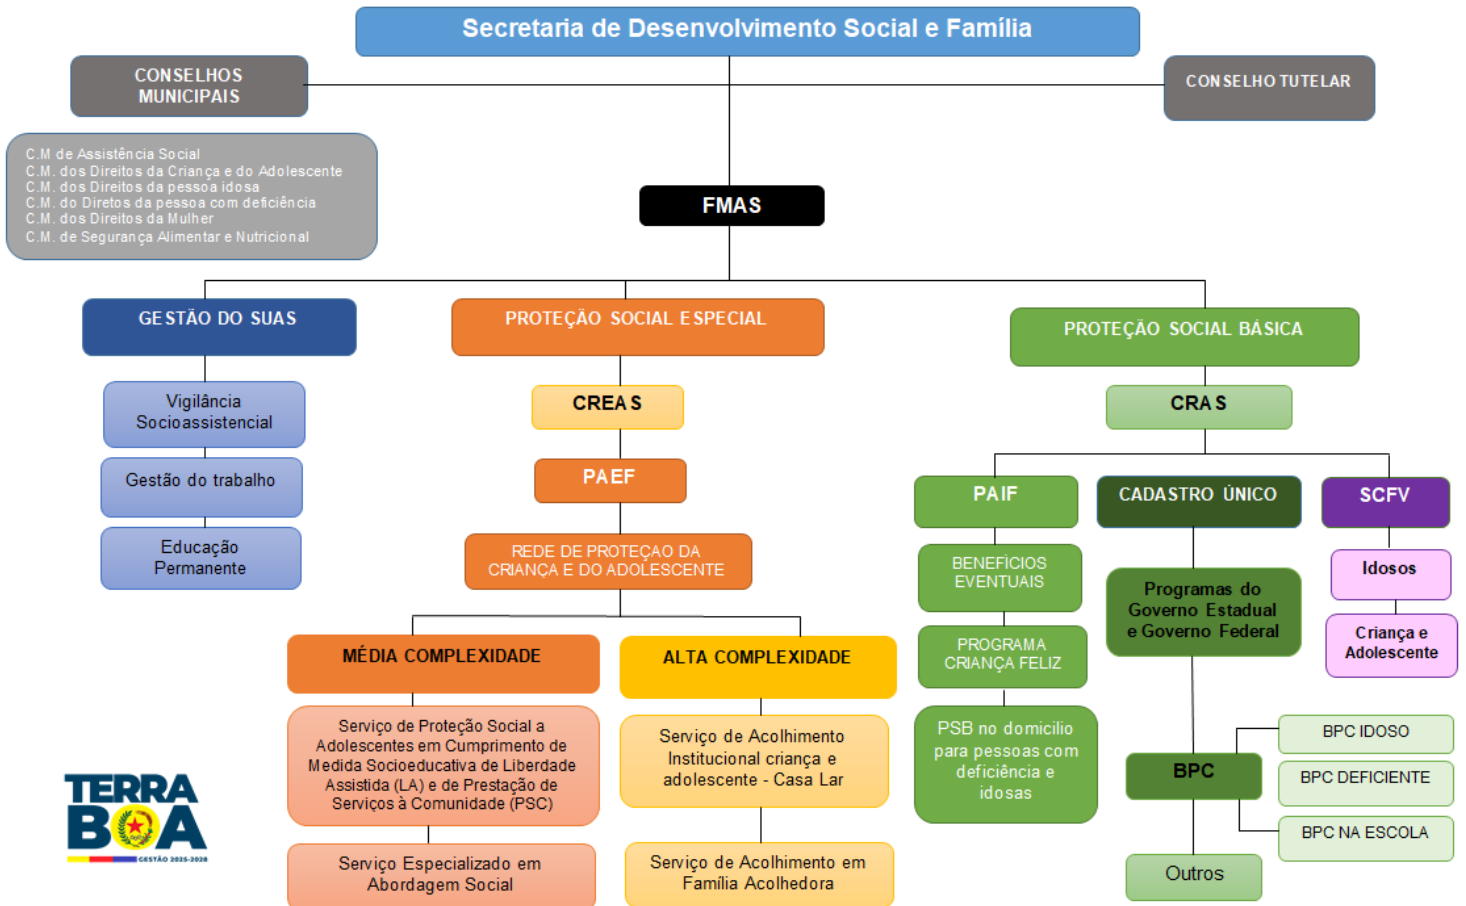 Secretaria de Desenvolvimento Social e Família
CONSELHOS
MUNICIPAIS
CONSELHO TUTELAR
C.M de Assistência Social
C.M. dos Direitos da Criança e do Adolescente
C.M. dos Direitos da pessoa idosa
C.M. do Diretos da pessoa com deficiência
C.M. dos Direitos da Mulher
C.M. de Segurança Alimentar e Nutricional
FMAS
GESTÃO DO SUAS
Vigilância
Socioassistencial
Gestão do trabalho
Educação
Permanente
PROTEÇÃO SOCIAL ESPECIAL
CREAS
PAEF
REDE DE PROTEÇAO DA
CRIANÇA E DO ADOLESCENTE
MÉDIA COMPLEXIDADE
Serviço de Proteção Social a
Adolescentes em Cumprimento de
Medida Socioeducativa de Liberdade
Assistida (LA) e de Prestação de
Serviços à Comunidade (PSC)
Serviço Especializado em
Abordagem Social
ALTA COMPLEXIDADE
Serviço de Acolhimento
Institucional criança e
adolescente - Casa Lar
Serviço de Acolhimento em
Família Acolhedora
PROTEÇÃO SOCIAL BÁSICA
CRAS
PAIF
BENEFÍCIOS
EVENTUAIS
PROGRAMA
CRIANÇA FELIZ
PSB no domicilio
para pessoas com
deficiência e
idosas
CADASTRO ÚNICO
Programas do
Governo Estadual
e Governo Federal
BPC
BPC IDOSO
BPC DEFICIENTE
BPC NA ESCOLA
Outros
SCFV
Idosos
Criança e
Adolescente
TERRA
BOA
GESTÃO 2025-2028